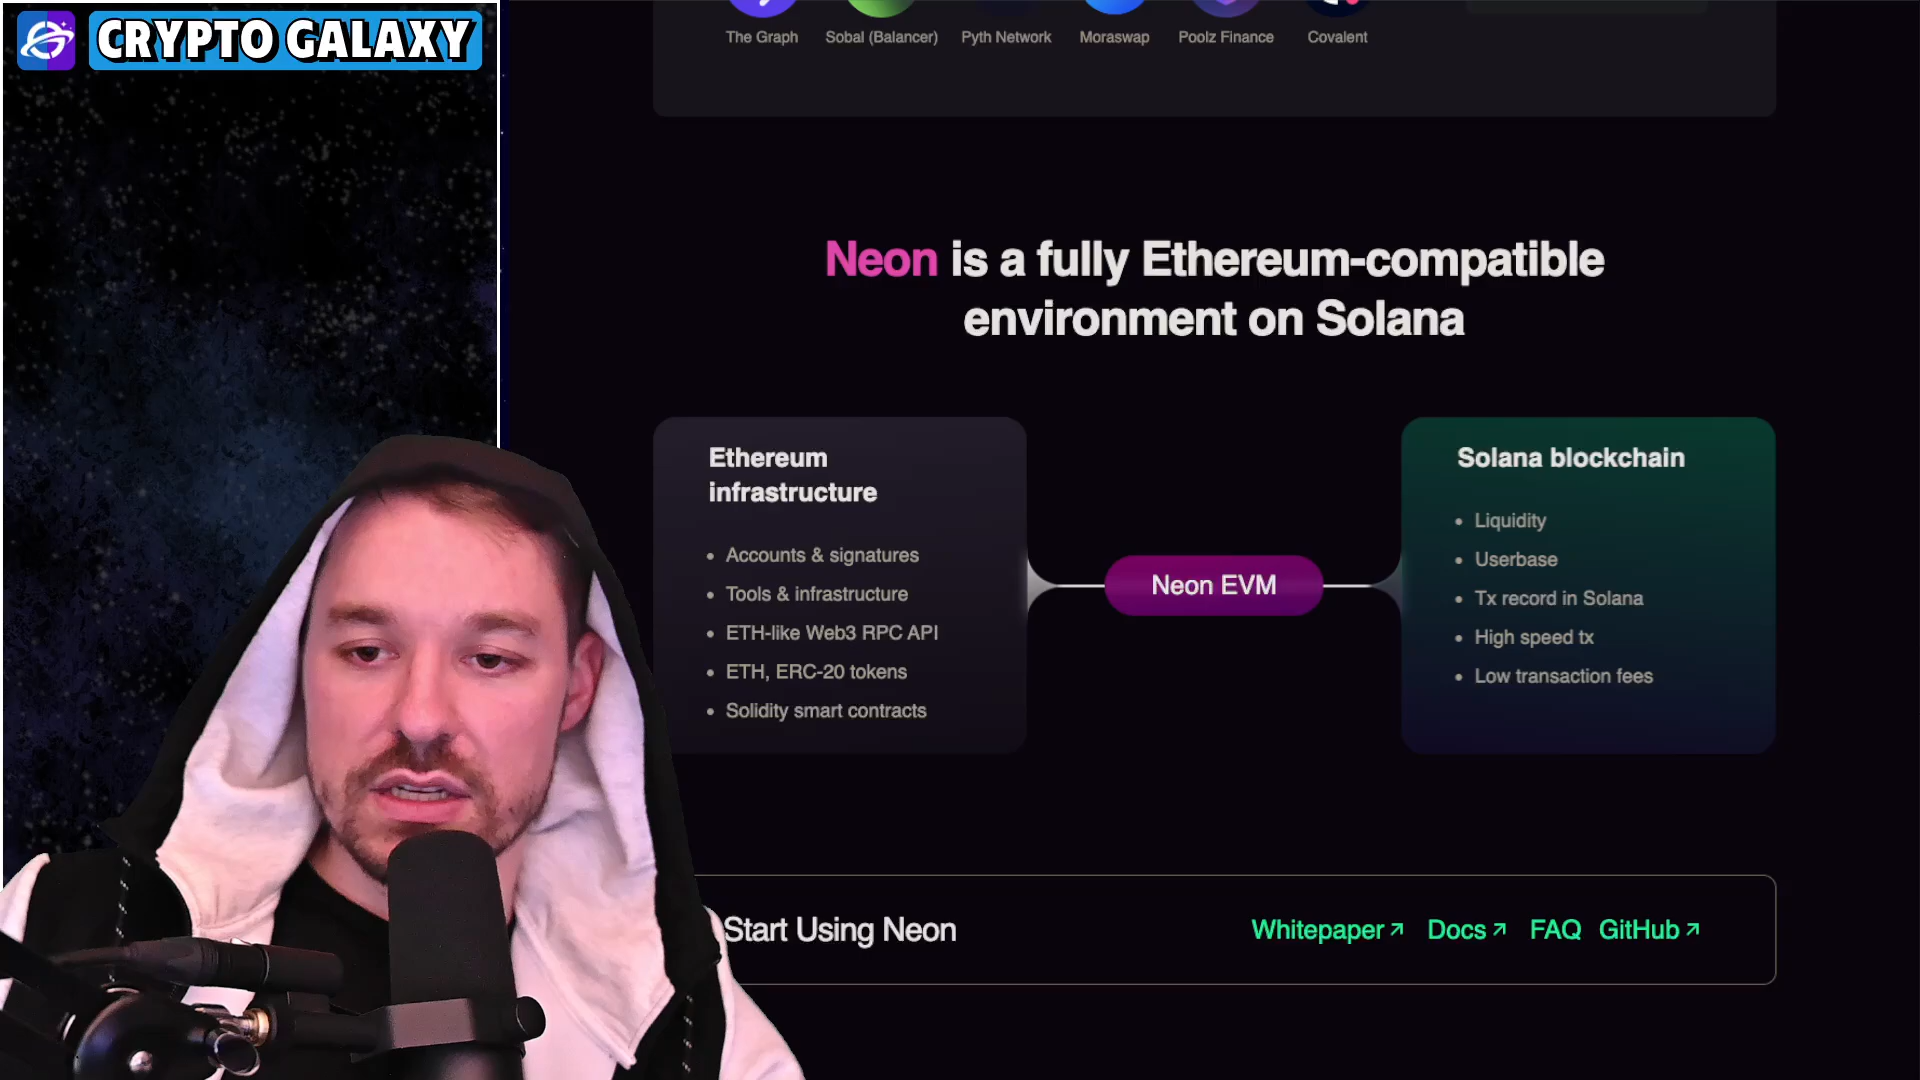 CRYPTO GALAXY
The Graph Sobal (Balancer) Pyth Network Moraswap Poolz Finance Covalent
Neon is a fully Ethereum-compatible
environment on Solana
Ethereum
infrastructure
Accounts & signatures
Tools & infrastructure
ETH-like Web3 RPC API
ETH, ERC-20 tokens
Solidity smart contracts
Neon EVM
Solana blockchain
Liquidity
Userbase
Tx record in Solana
High speed tx
Low transaction fees
Start Using Neon
Whitepaper Docs FAQ GitHub